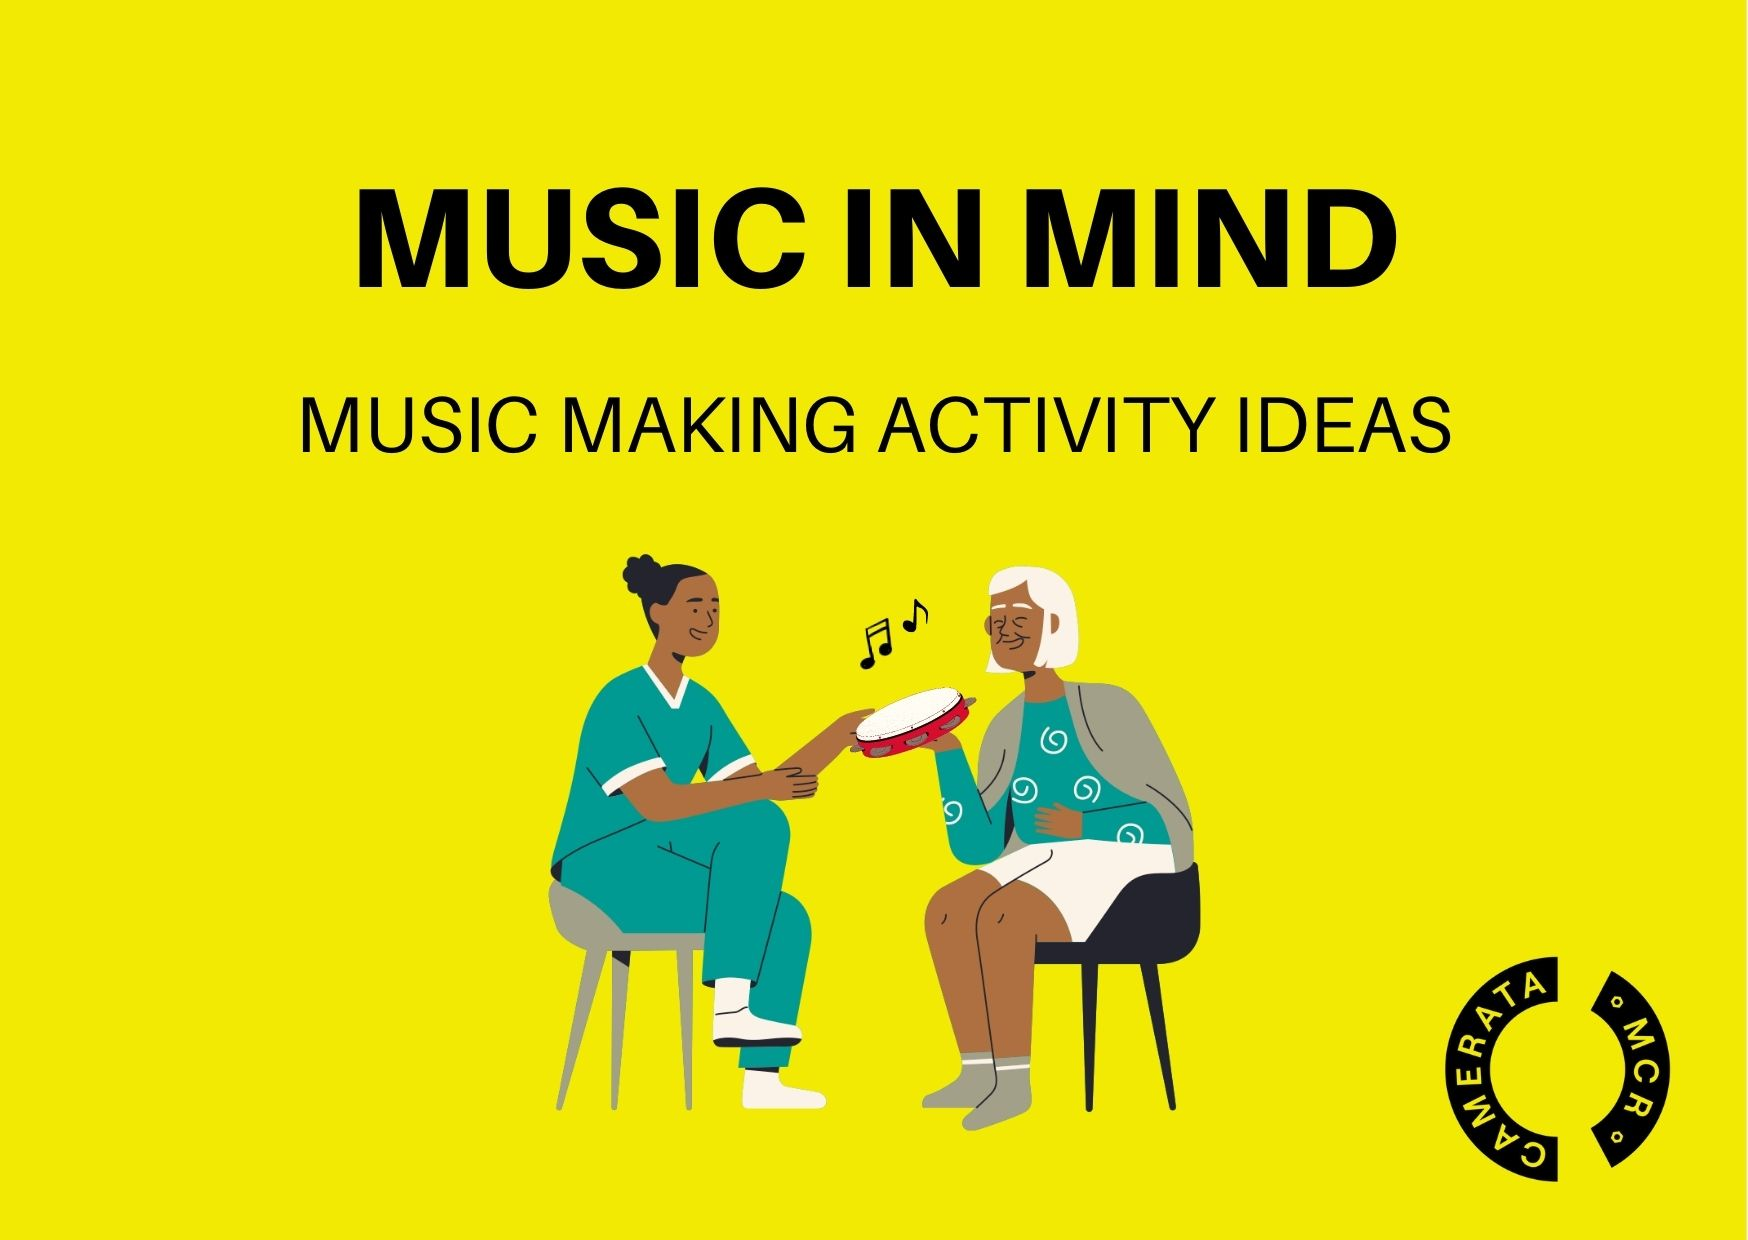 MUSIC IN MIND
MUSIC MAKING ACTIVITY IDEAS
CAMERATA
MCR